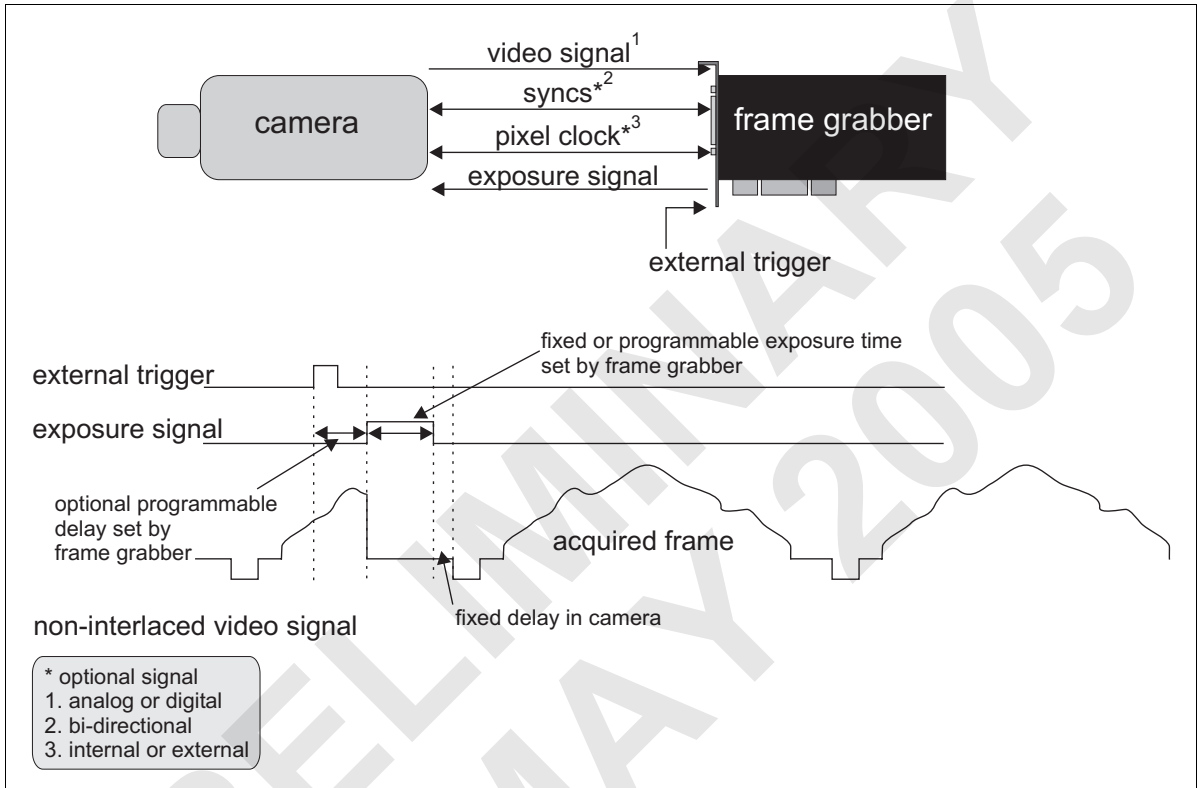 video signal1
syncs*2
camera
frame grabber
pixel clock*3
exposure signal
external trigger
fixed or programmable exposure time
set by frame grabber
external trigger
exposure signal
optional programmable
delay set by
frame grabber
acquired frame
fixed delay in camera
non-interlaced video signal
* optional signal
1. analog or digital
2. bi-directional
3. internal or external
PRELIMINARY
MAY 2005